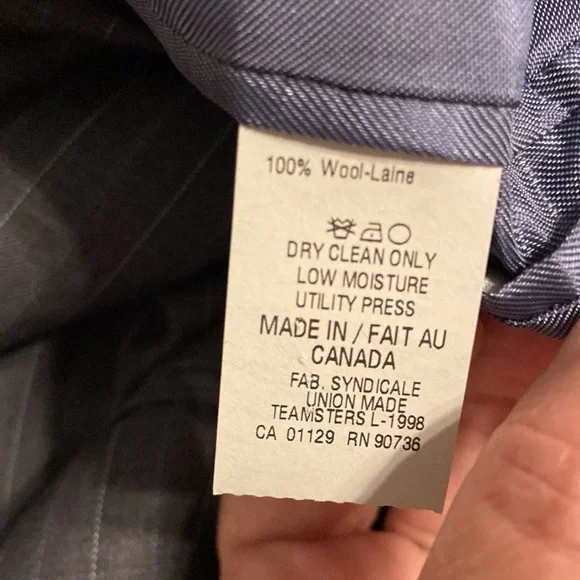 100% Wool-Laine
DRY CLEAN ONLY
LOW MOISTURE
UTILITY PRESS
MADE IN / FAIT AU
CANADA
FAB. SYNDICALE
UNION MADE
TEAMSTERS L-1998
CA 01129 RN 90736